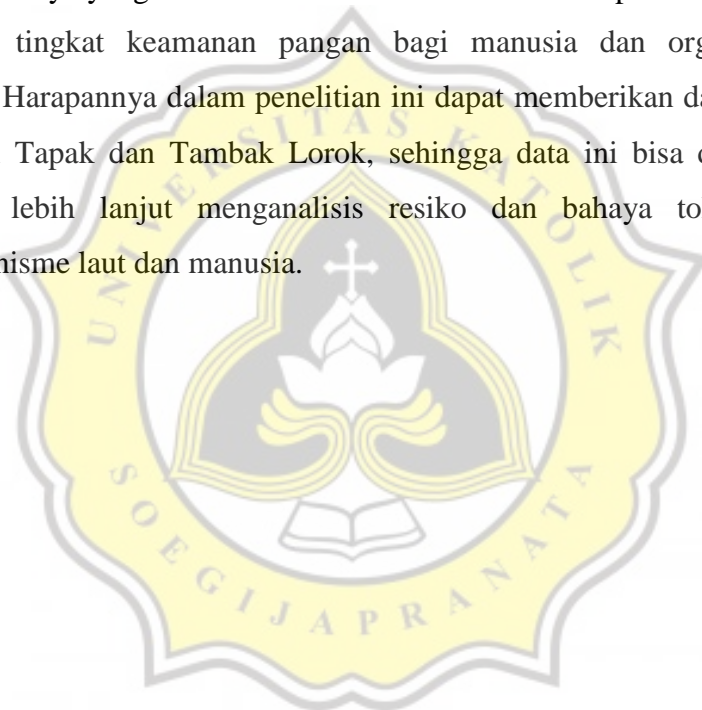 tingkat keamanan pangan bagi manusia dan org
Harapannya dalam penelitian ini dapat memberikan da
Tapak dan Tambak Lorok, sehingga data ini bisa d
lebih lanjut menganalisis resiko dan bahaya to
nisme laut dan manusia.
UNIVERSITAS KATOLIK
SOEGIJAPRANATA